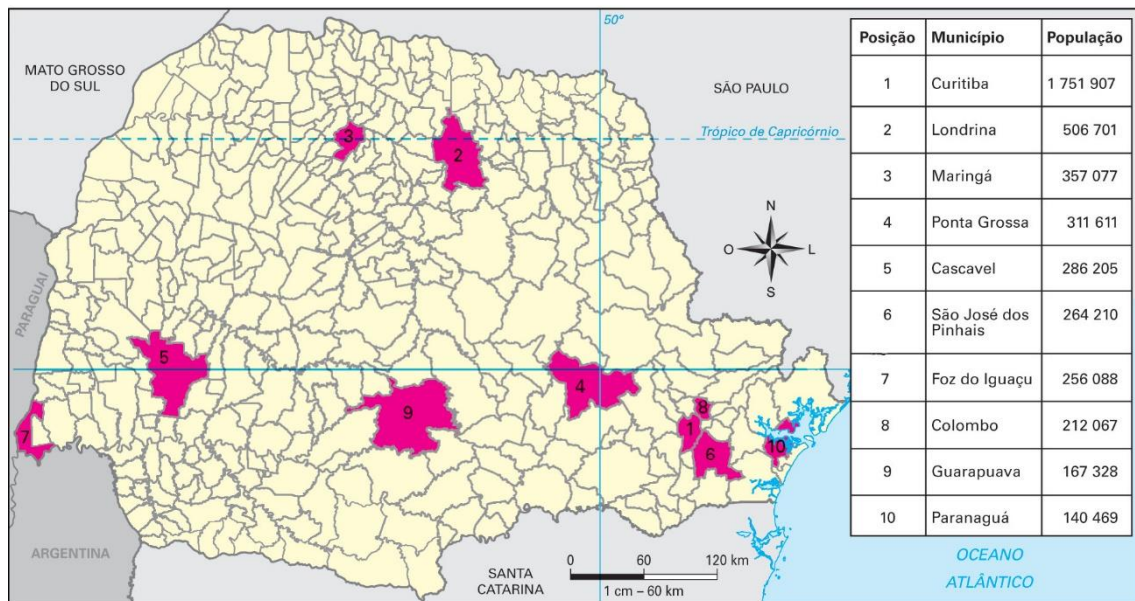 50º
MATO GROSSO
DO SUL
SÃO PAULO
Trópico de Capricórnio
3
2
N
O
L
S
PARAGUAI
5
4
9
7
8
1
6
10
ARGENTINA
SANTA
CATARINA
0 60 120 km
1 cm – 60 km
OCEANO
ATLÂNTICO
Posição Município População
1 Curitiba 1 751 907
2 Londrina 506 701
3 Maringá 357 077
4 Ponta Grossa 311 611
5 Cascavel 286 205
6 São José dos 264 210
Pinhais
7 Foz do Iguaçu 256 088
8 Colombo 212 067
9 Guarapuava 167 328
10 Paranaguá 140 469